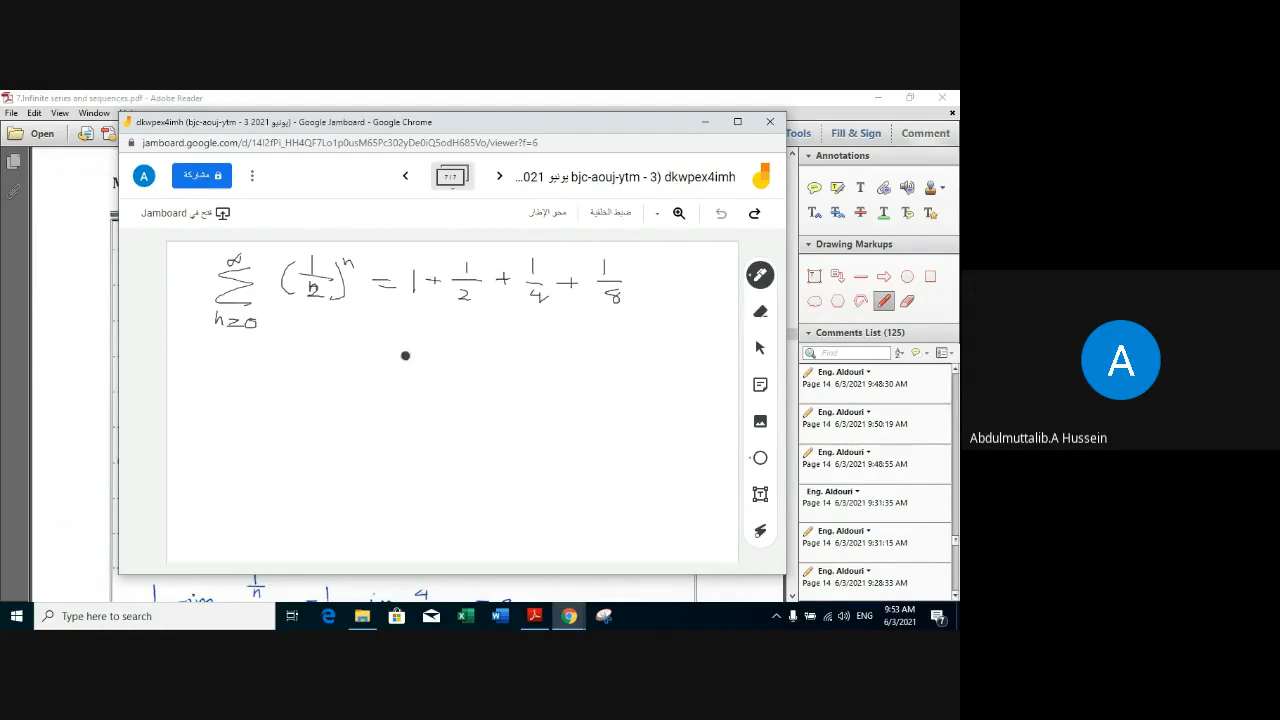 7.Infinite series and sequences.pdf - Adobe Reader
File Edit View Window
Open
Tools Fill & Sign Comment
dkwpex4imh (bjc-aouj-ytm - 3 يونيو 2021) - Google Jamboard - Google Chrome
jamboard.google.com/d/14I2fPi_HH4QF7Lo1p0usM65Pc302yDe0iQ5odH685Vo/viewer?f=6
A
مشاركة
7/7
...021 يونيو bjc-aouj-ytm - 3) dkwpex4imh
فتح في Jamboard
محو الإطار
ضبط الخلفية
∑_{n=0}^{∞} (1/2)^n = 1 + 1/2 + 1/4 + 1/8
Annotations
Drawing Markups
Comments List (125)
Find
Eng. Aldouri
Page 14 6/3/2021 9:48:30 AM
Eng. Aldouri
Page 14 6/3/2021 9:50:19 AM
Eng. Aldouri
Page 14 6/3/2021 9:48:55 AM
Eng. Aldouri
Page 14 6/3/2021 9:31:35 AM
Eng. Aldouri
Page 14 6/3/2021 9:31:15 AM
Eng. Aldouri
Page 14 6/3/2021 9:28:33 AM
A
Abdulmuttalib.A Hussein
Type here to search
ENG
9:53 AM
6/3/2021
7